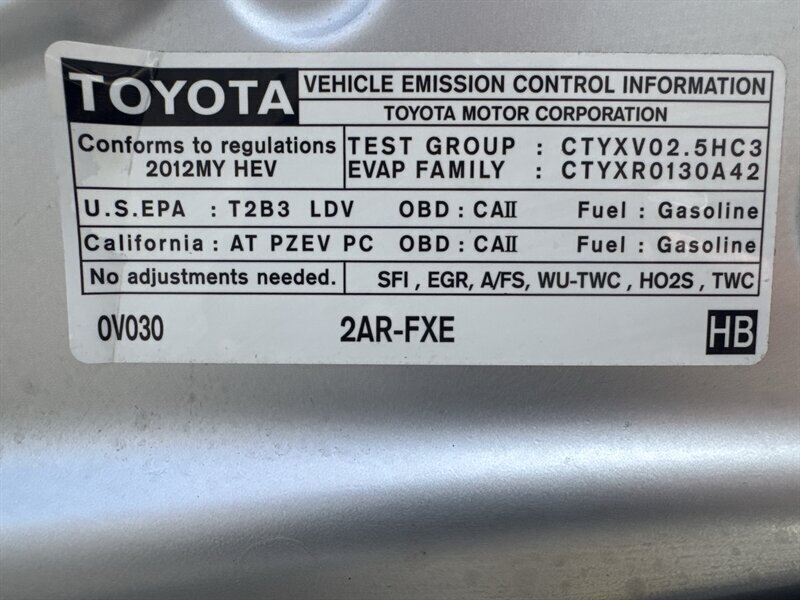 TOYOTA VEHICLE EMISSION CONTROL INFORMATION
TOYOTA MOTOR CORPORATION
Conforms to regulations
2012MY HEV
TEST GROUP : CTYXV02.5HC3
EVAP FAMILY : CTYXR0130A42
U.S.EPA : T2B3 LDV OBD : CAII Fuel : Gasoline
California : AT PZEV PC OBD : CAII Fuel : Gasoline
No adjustments needed. SFI , EGR, A/FS, WU-TWC , HO2S , TWC
0V030 2AR-FXE HB